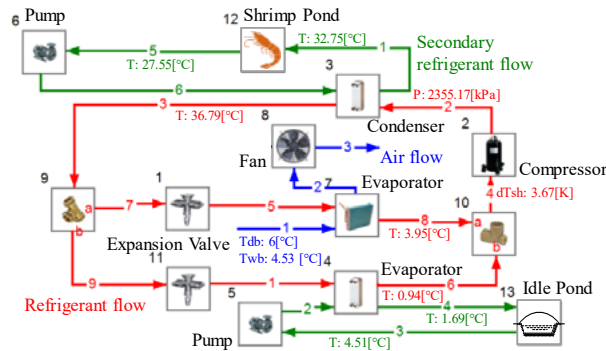 6 Pump
12 Shrimp Pond
5
T: 27.55[°C]
T: 32.75[°C]
1
Secondary
refrigerant flow
6
3
3
T: 36.79[°C]
Condenser
P: 2355.17[kPa]
2
2
8
Fan
3
Air flow
Compressor
9
a
b
7
1
Expansion Valve
5
2
7
Evaporator
1
Tdb: 6[°C]
Twb: 4.53 [°C]
8
T: 3.95[°C]
4 dTsh: 3.67[K]
10
a
b
9
Refrigerant flow
11
1
4
Evaporator
6
T: 0.94[°C]
5
Pump
2
4
T: 1.69[°C]
3
T: 4.51[°C]
13
Idle Pond